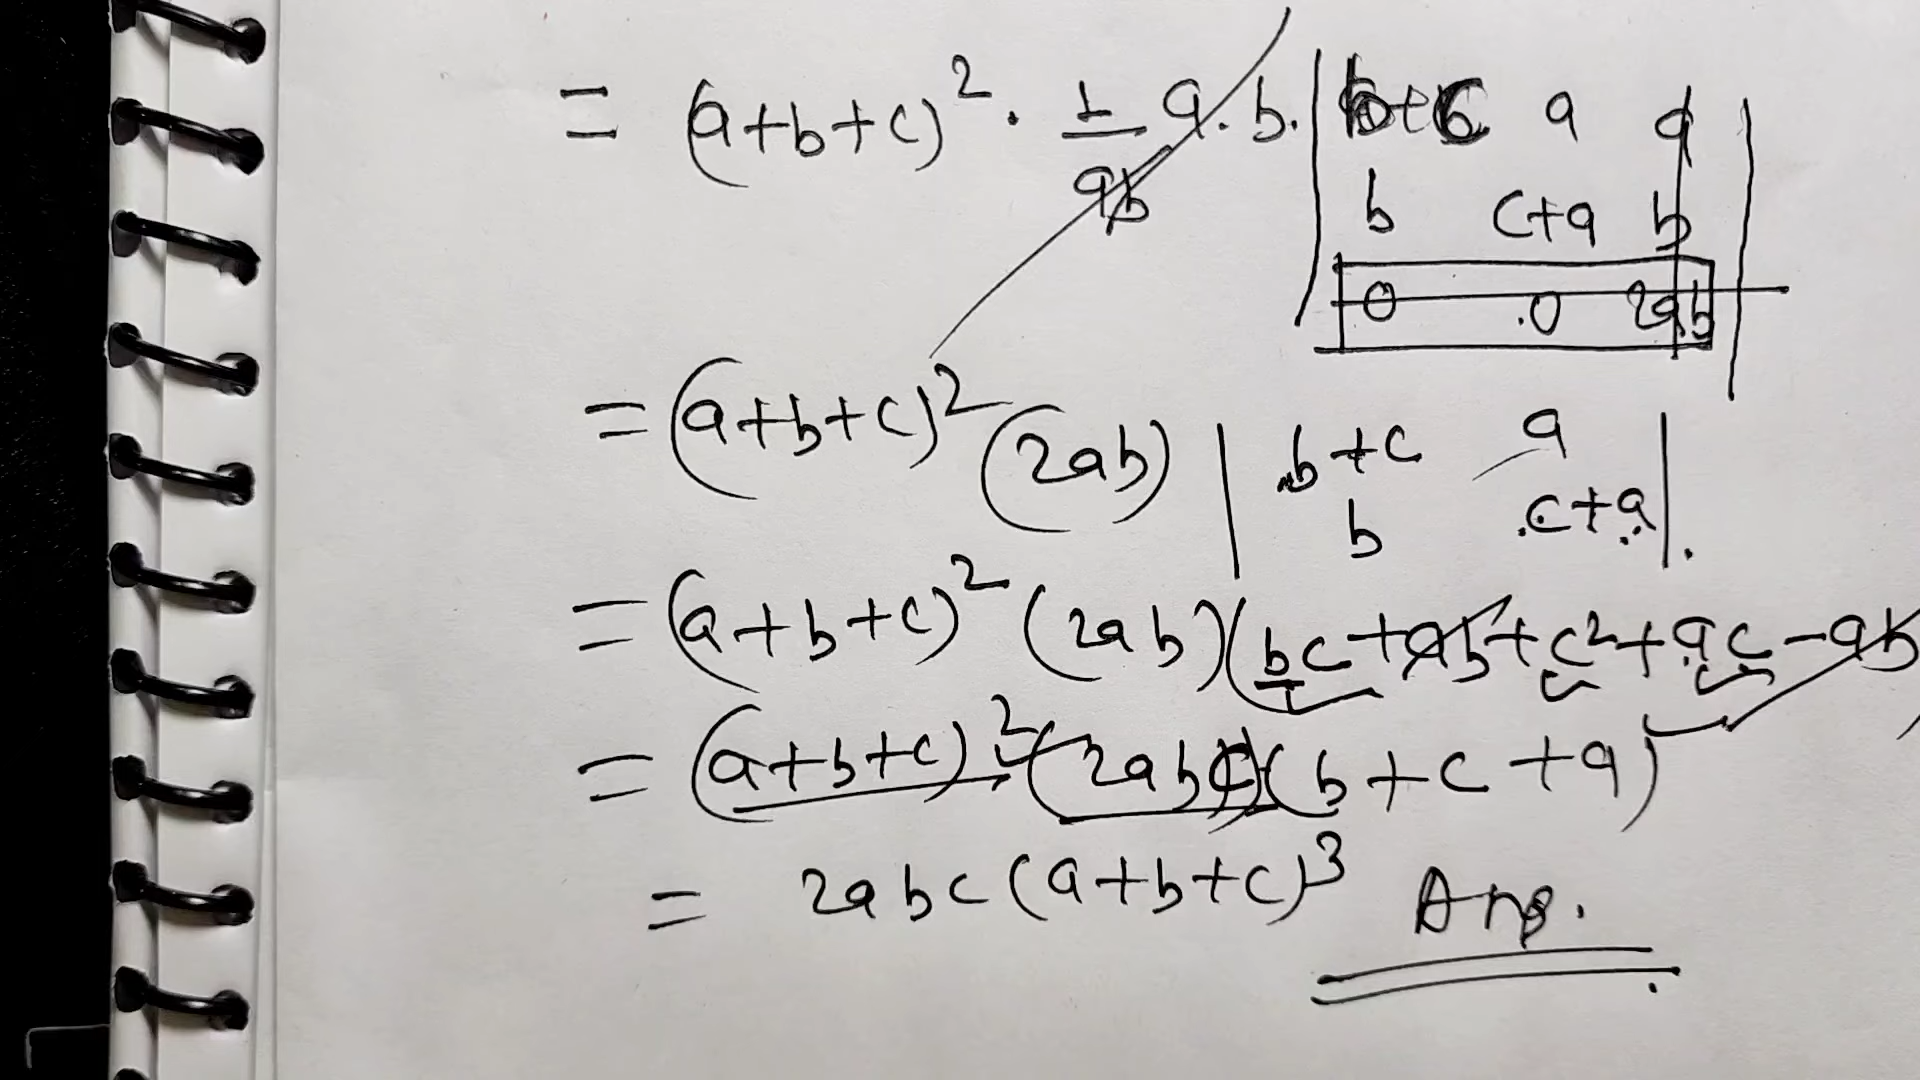 = (a+b+c)² · 1/ab a. b. | b+c a a |
| b c+a b |
| 0 .0 2ab |
= (a+b+c)² (2ab) | b+c a |
| b c+a | .
= (a+b+c)² (2ab) (bc + ab + c² + ac - ab
= (a+b+c)² (2abc) (b+c+a)
= 2abc (a+b+c)³ Ans.